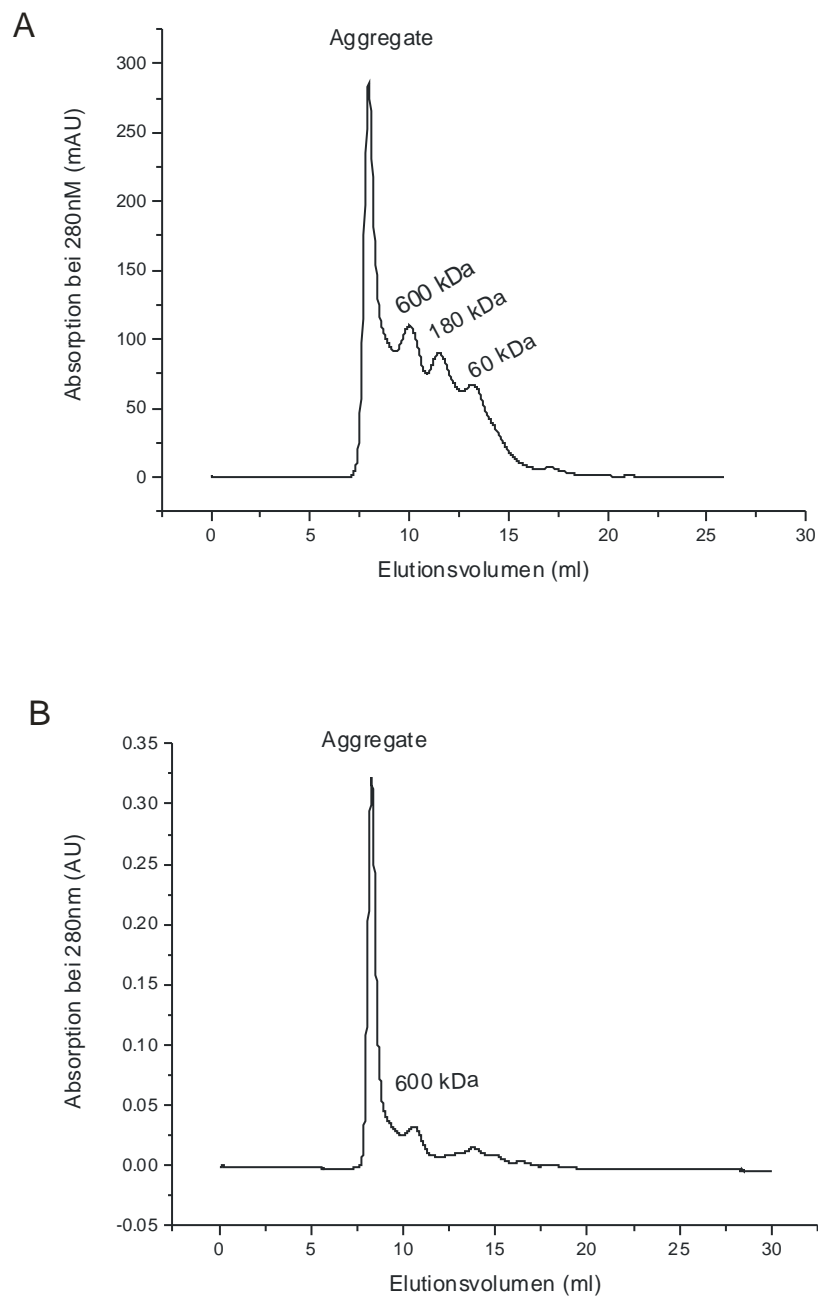 A
Aggregate
300
250
200
150
100
50
0
Absorption bei 280nM (mAU)
600 kDa
180 kDa
60 kDa
0 5 10 15 20 25 30
Elutionsvolumen (ml)
B
Aggregate
0.35
0.30
0.25
0.20
0.15
0.10
0.05
0.00
-0.05
Absorption bei 280nm (AU)
600 kDa
0 5 10 15 20 25 30
Elutionsvolumen (ml)